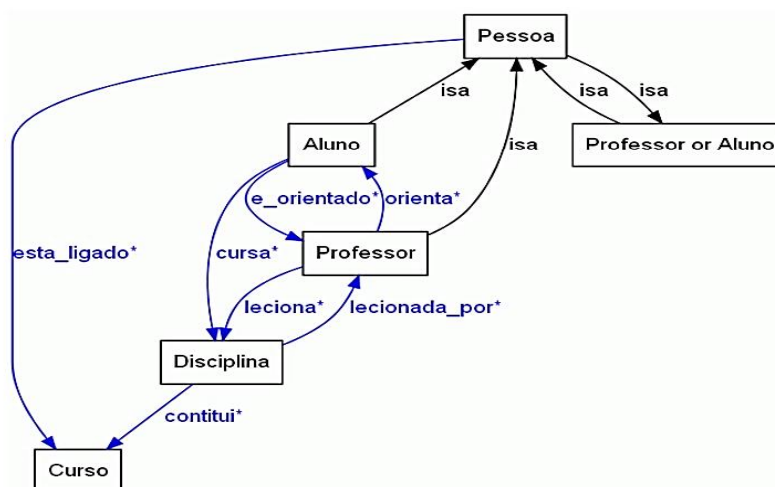 Pessoa
isa
isa
isa
Aluno
Professor or Aluno
isa
e_orientado*
orienta*
esta_ligado*
cursa*
Professor
leciona*
lecionada_por*
Disciplina
contitui*
Curso